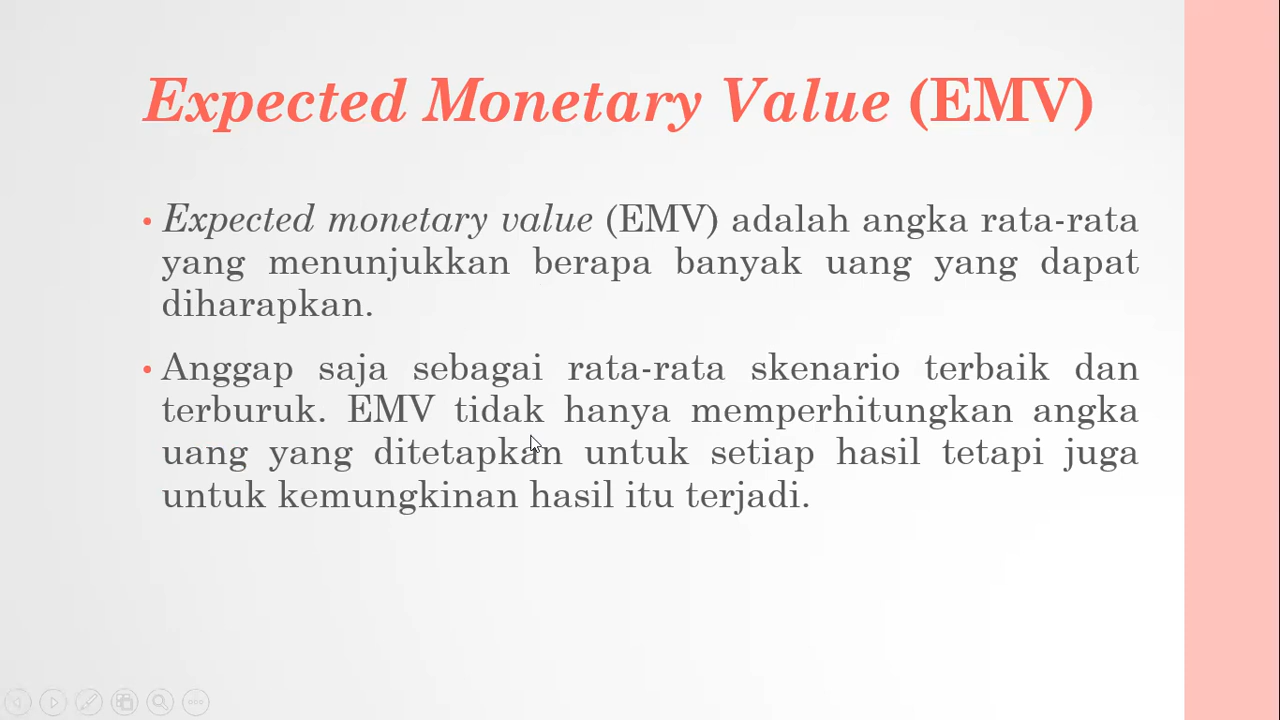 Expected Monetary Value (EMV)
• Expected monetary value (EMV) adalah angka rata-rata
yang menunjukkan berapa banyak uang yang dapat
diharapkan.
• Anggap saja sebagai rata-rata skenario terbaik dan
terburuk. EMV tidak hanya memperhitungkan angka
uang yang ditetapkan untuk setiap hasil tetapi juga
untuk kemungkinan hasil itu terjadi.